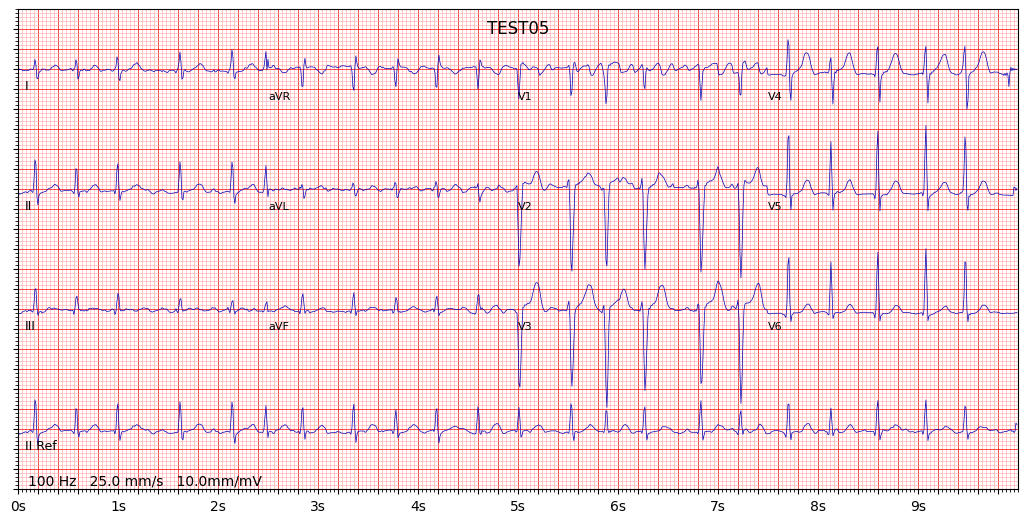 TEST05
I
aVR
V1
V4
II
aVL
V2
V5
III
aVF
V3
V6
II Ref
100 Hz 25.0 mm/s 10.0mm/mV
0s 1s 2s 3s 4s 5s 6s 7s 8s 9s